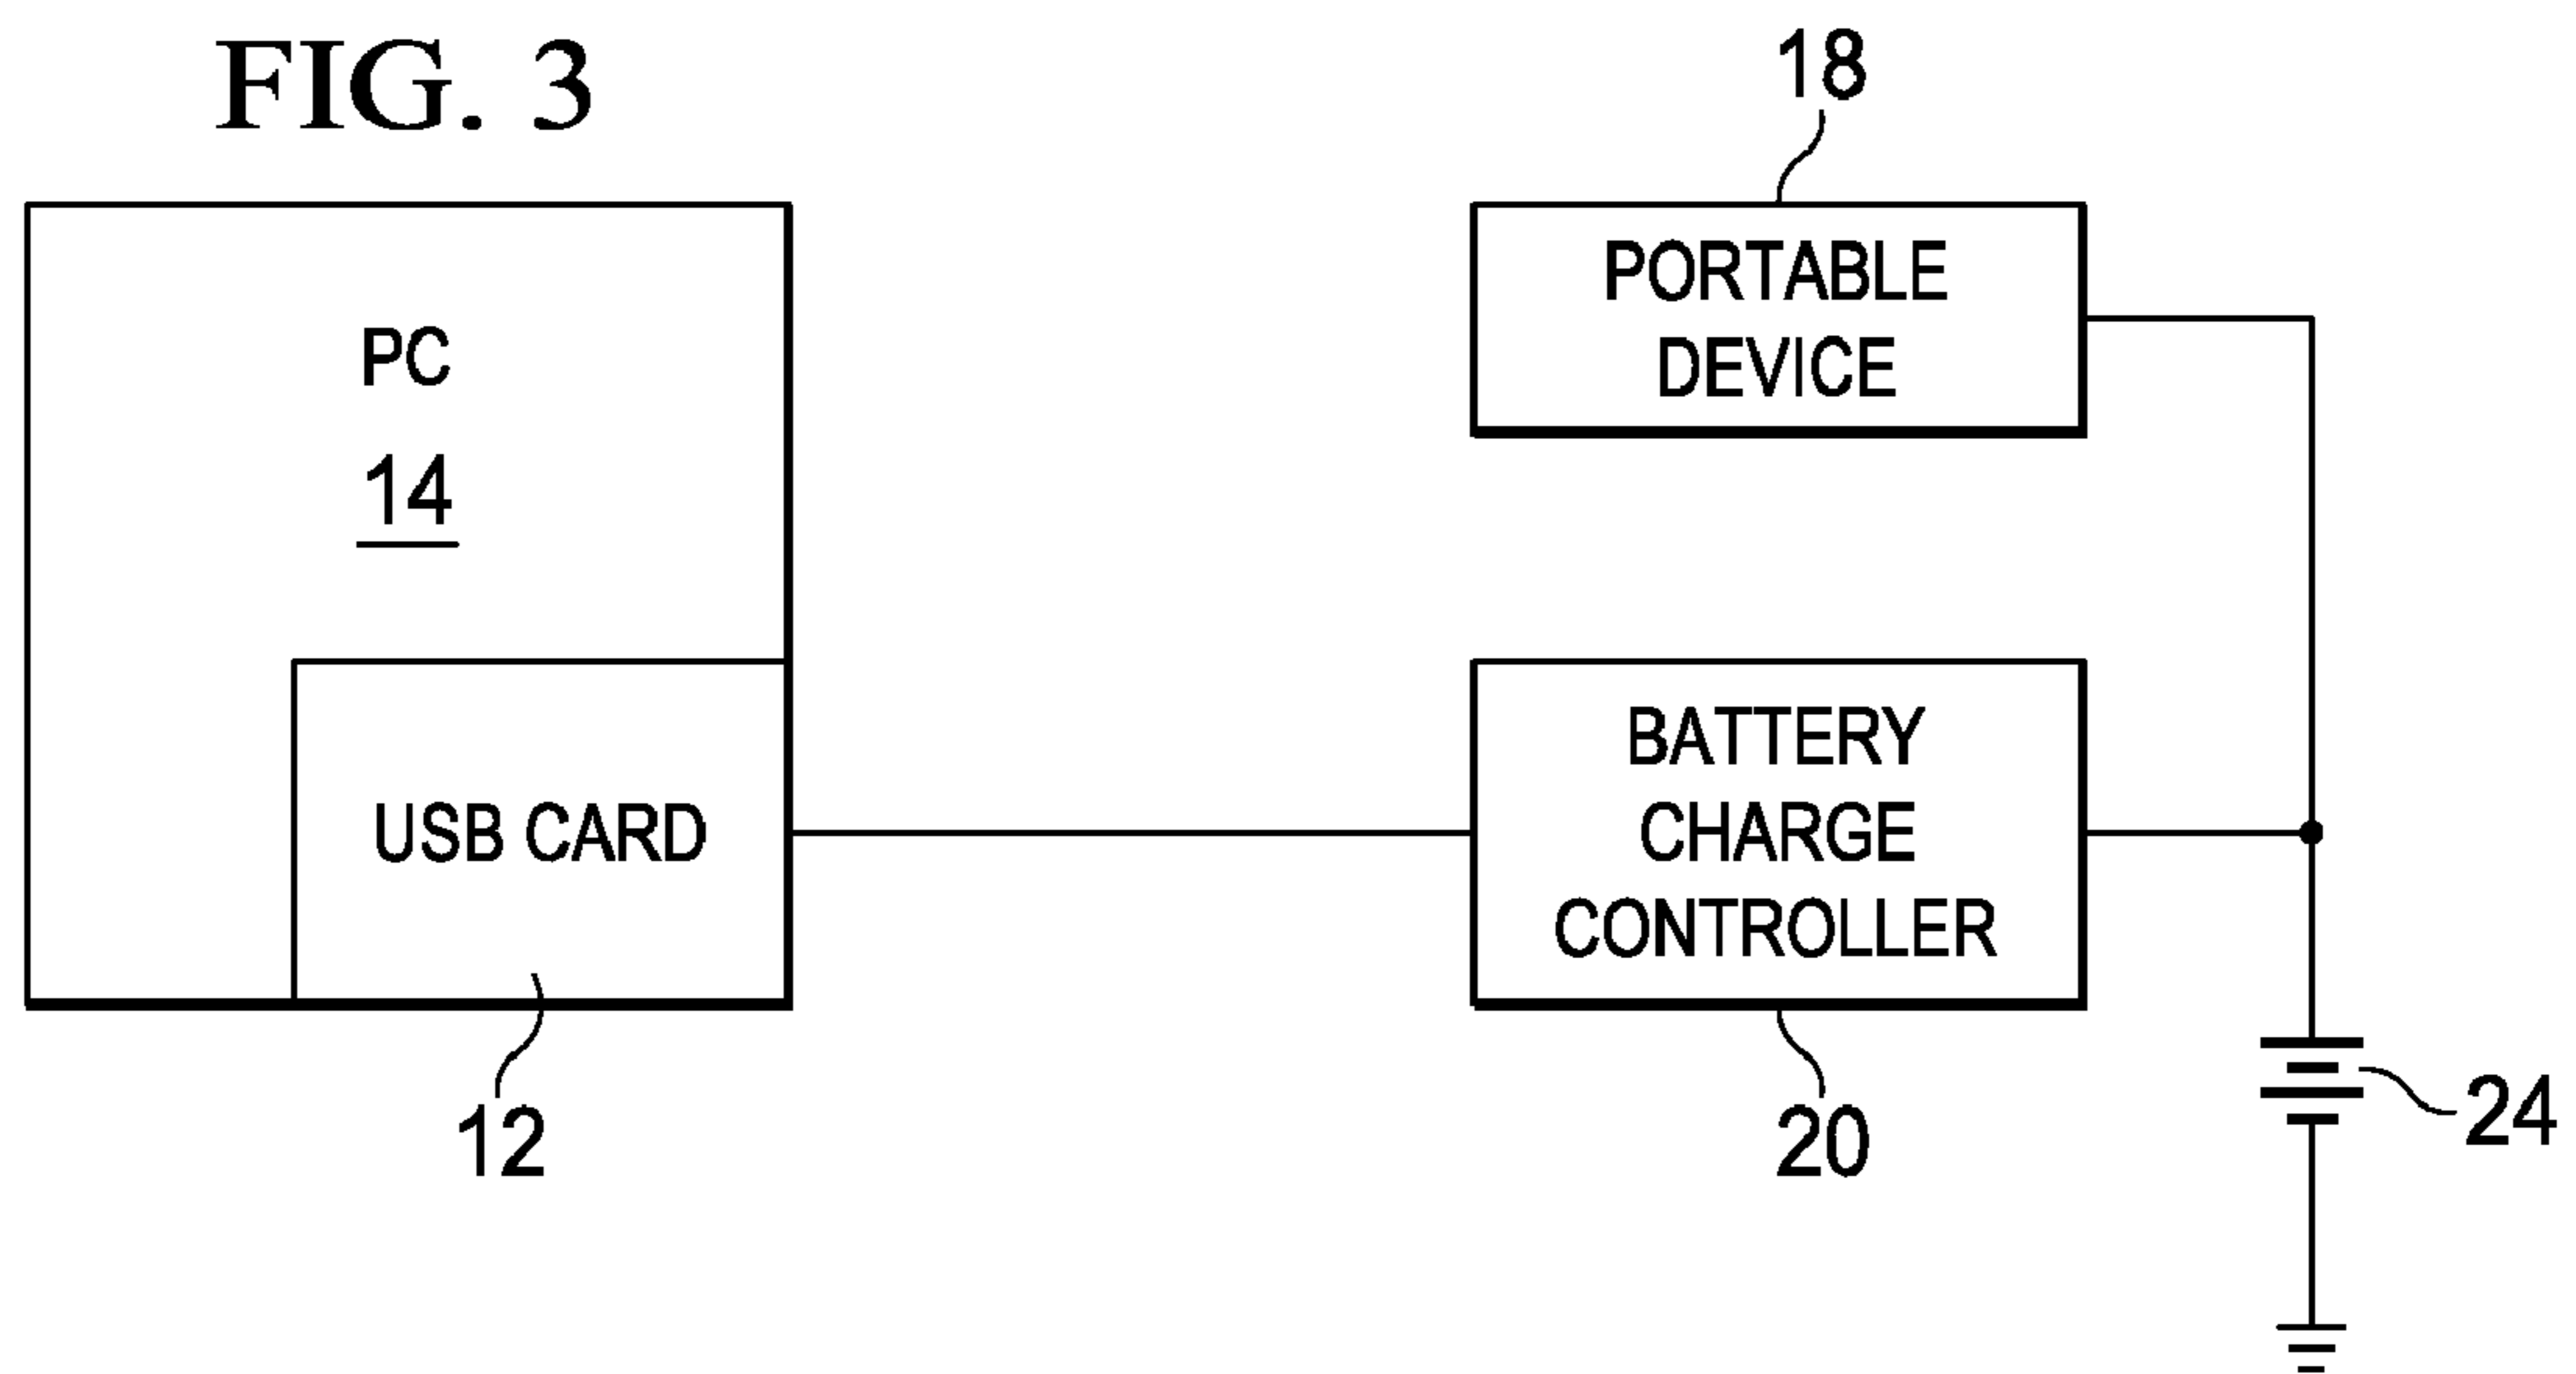 FIG. 3
18
PORTABLE
DEVICE
PC
14
BATTERY
CHARGE
CONTROLLER
USB CARD
12
20
24